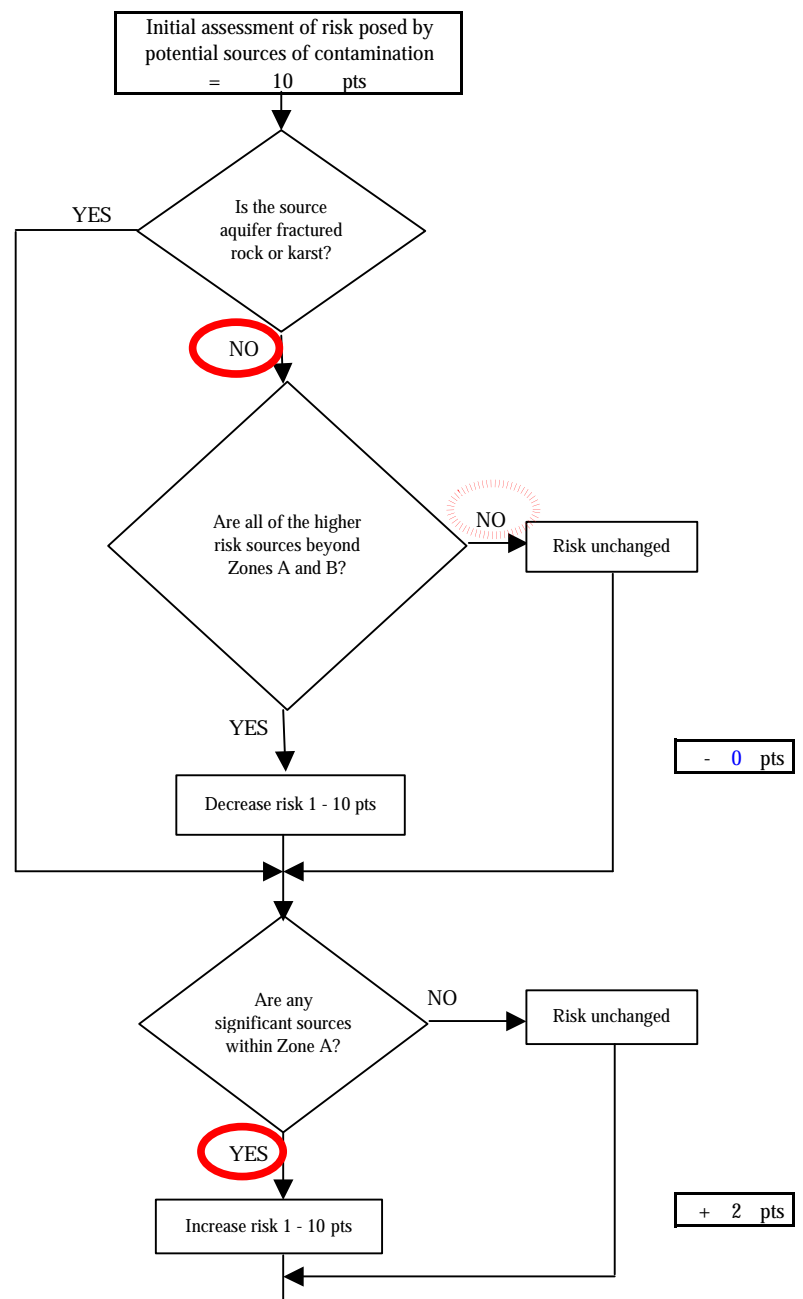 Initial assessment of risk posed by
potential sources of contamination
= 10 pts
YES
Is the source
aquifer fractured
rock or karst?
NO
Are all of the higher
risk sources beyond
Zones A and B?
NO
Risk unchanged
YES
- 0 pts
Decrease risk 1 - 10 pts
Are any
significant sources
within Zone A?
NO
Risk unchanged
YES
+ 2 pts
Increase risk 1 - 10 pts